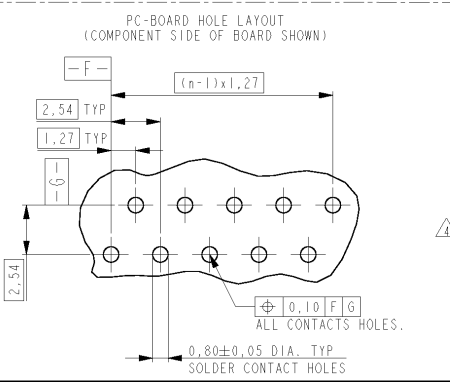 PC-BOARD HOLE LAYOUT
(COMPONENT SIDE OF BOARD SHOWN)
-F-
(n-1)x1,27
2,54 TYP
1,27 TYP
-G-
4
2,54
⌖ 0,10 F G
ALL CONTACTS HOLES.
0,80±0,05 DIA. TYP
SOLDER CONTACT HOLES